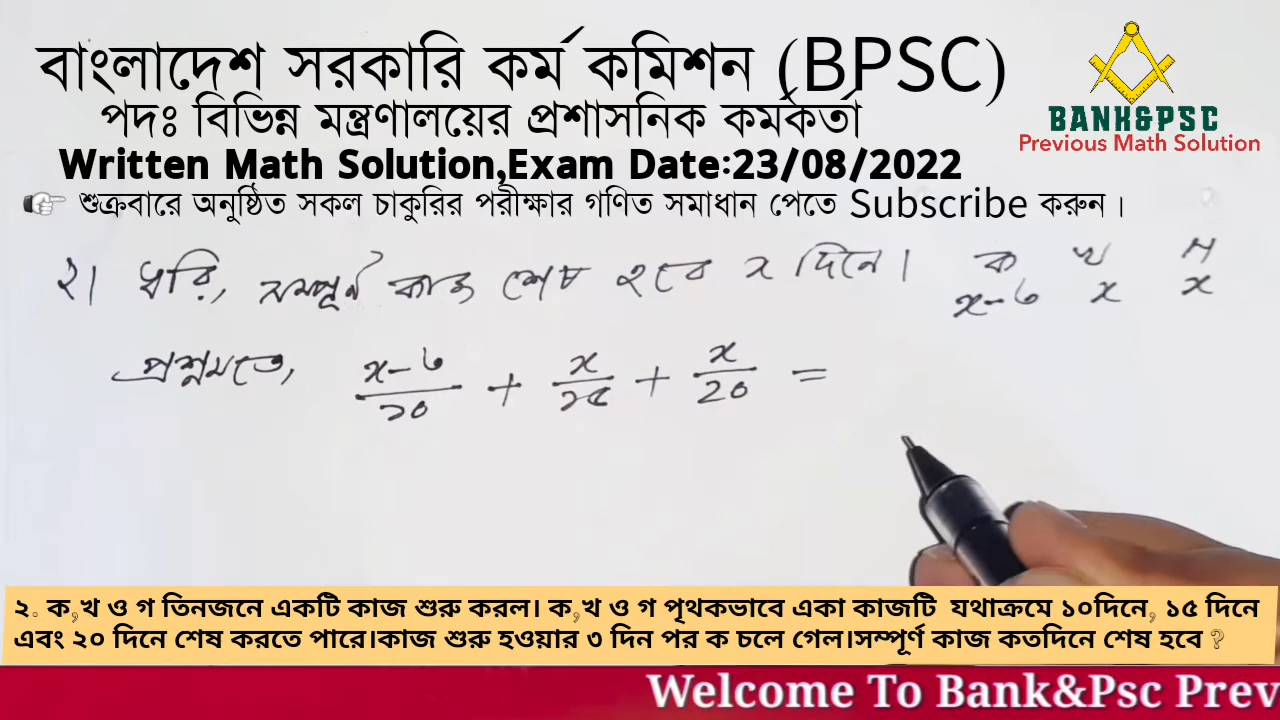 বাংলাদেশ সরকারি কর্ম কমিশন (BPSC)
পদঃ বিভিন্ন মন্ত্রণালয়ের প্রশাসনিক কর্মকর্তা
Written Math Solution,Exam Date:23/08/2022
☞ শুক্রবারে অনুষ্ঠিত সকল চাকুরির পরীক্ষার গণিত সমাধান পেতে Subscribe করুন।
BANK&PSC
Previous Math Solution
২। ধরি, সম্পূর্ণ কাজ শেষ হবে x দিনে। ক খ গ
x-৩ x x
প্রশ্নমতে, x-৩/১০ + x/১৫ + x/২০ =
২. ক,খ ও গ তিনজনে একটি কাজ শুরু করল। ক,খ ও গ পৃথকভাবে একা কাজটি যথাক্রমে ১০দিনে, ১৫ দিনে
এবং ২০ দিনে শেষ করতে পারে।কাজ শুরু হওয়ার ৩ দিন পর ক চলে গেল।সম্পূর্ণ কাজ কতদিনে শেষ হবে ?
Welcome To Bank&Psc Prev